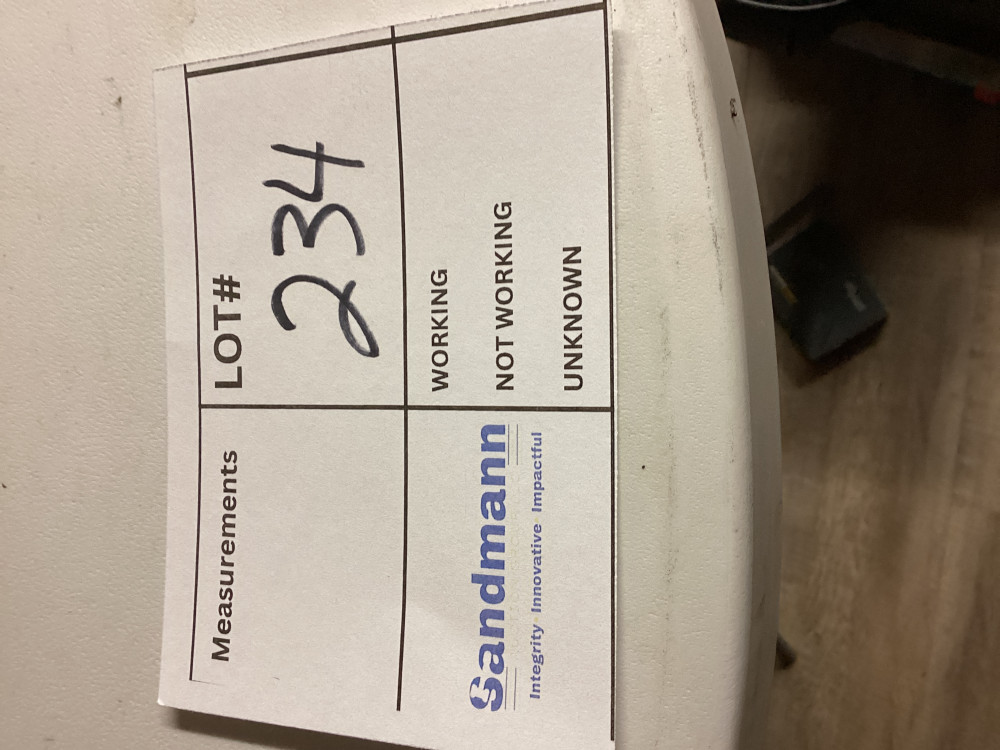 Measurements
LOT#
234
Sandmann
Integrity Innovative Impactful
WORKING
NOT WORKING
UNKNOWN